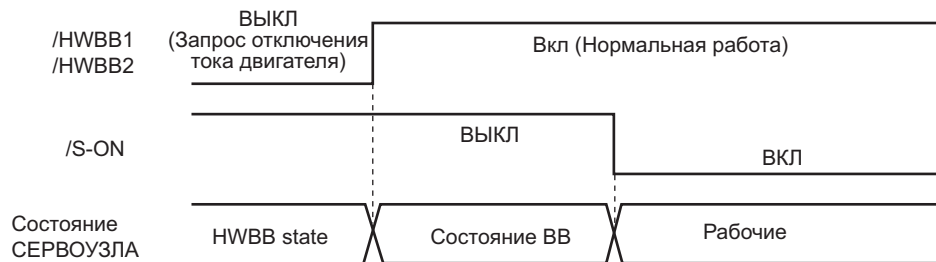 ВЫКЛ
(Запрос отключения
тока двигателя)
/HWBB1
/HWBB2
Вкл (Нормальная работа)
/S-ON
ВЫКЛ
ВКЛ
Состояние
СЕРВОУЗЛА
HWBB state
Состояние BB
Рабочие